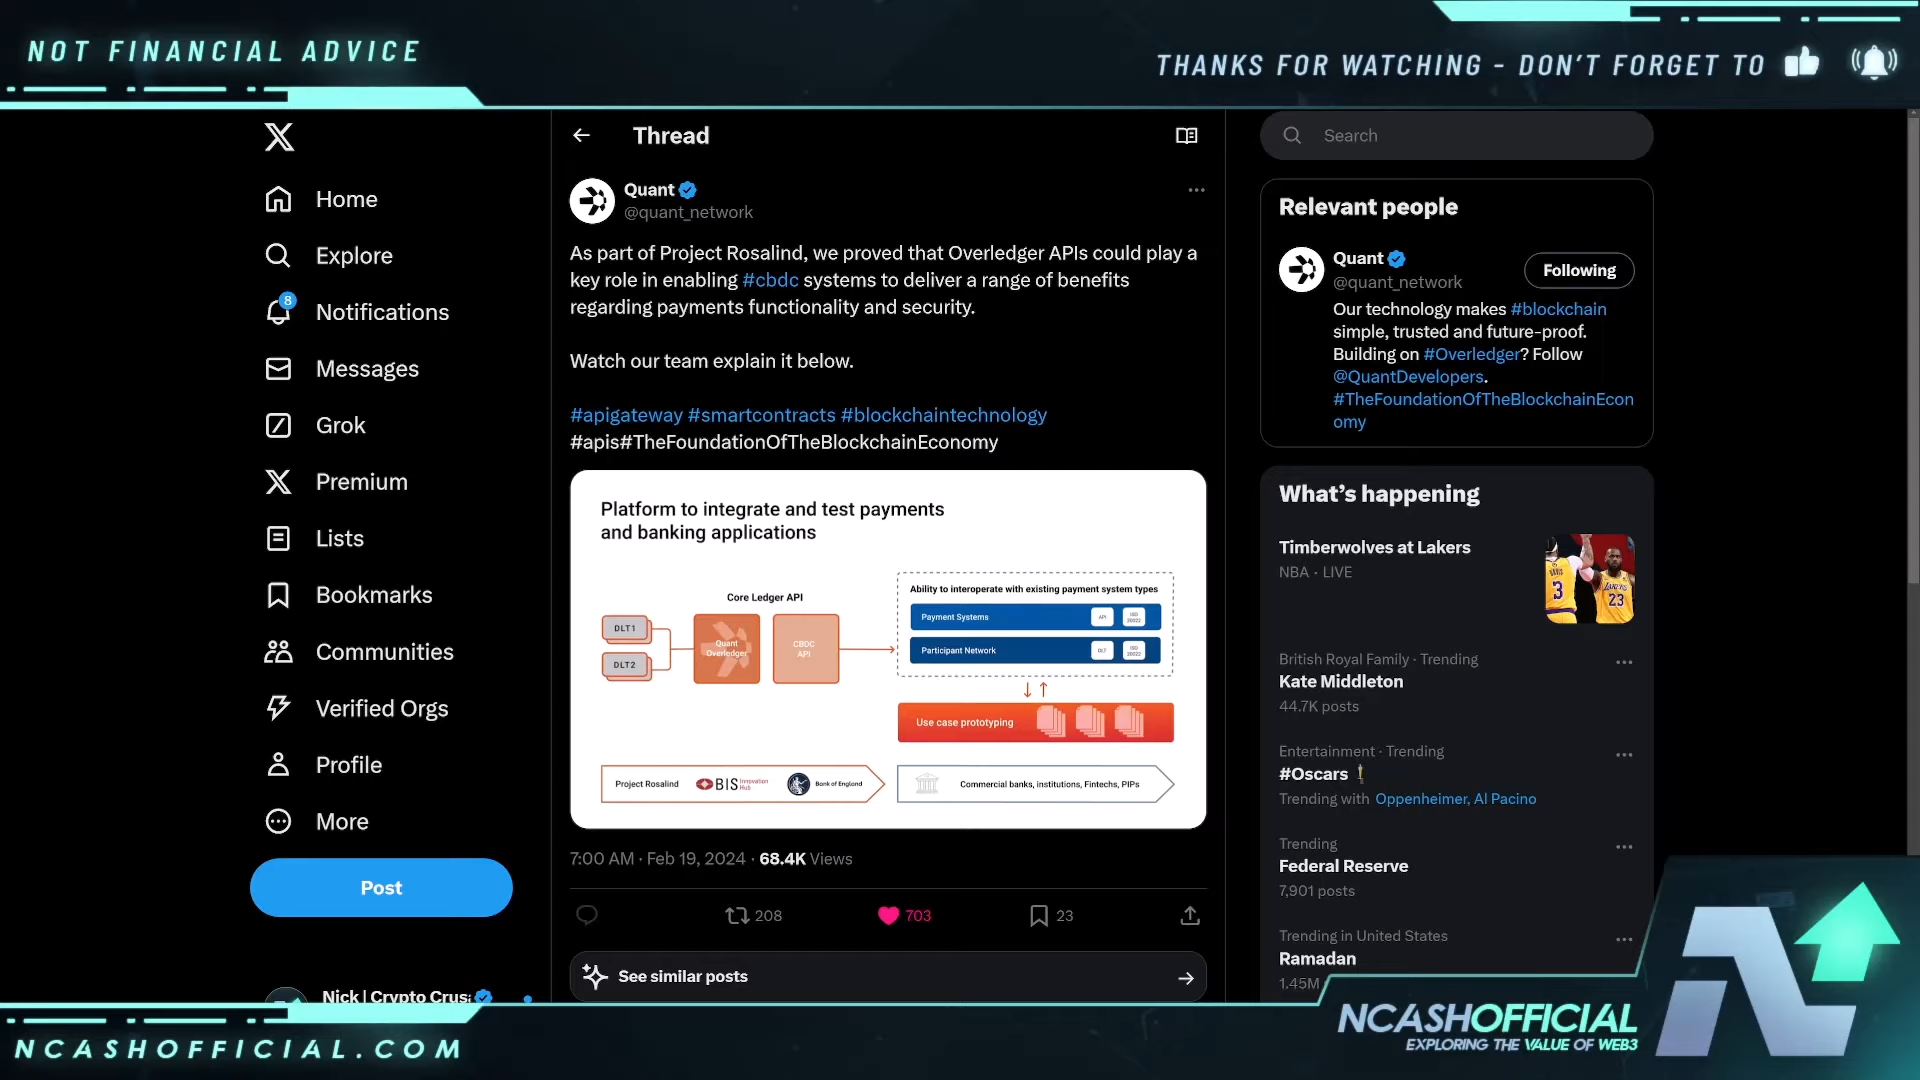 NOT FINANCIAL ADVICE
THANKS FOR WATCHING - DON'T FORGET TO
Home
Explore
8
Notifications
Messages
Grok
Premium
Lists
Bookmarks
Communities
Verified Orgs
Profile
More
Post
Nick | Crypto Crus
Thread
Quant
@quant_network
As part of Project Rosalind, we proved that Overledger APIs could play a
key role in enabling #cbdc systems to deliver a range of benefits
regarding payments functionality and security.
Watch our team explain it below.
#apigateway #smartcontracts #blockchaintechnology
#apis#TheFoundationOfTheBlockchainEconomy
Platform to integrate and test payments
and banking applications
Core Ledger API
DLT1
DLT2
Quant
Overledger
CBDC
API
Ability to interoperate with existing payment system types
Payment Systems
API
ISO
20022
Participant Network
DLT
ISO
20022
Use case prototyping
Project Rosalind
BIS Innovation
Hub
Bank of England
Commercial banks, institutions, Fintechs, PIPs
7:00 AM · Feb 19, 2024 · 68.4K Views
208
703
23
See similar posts
Search
Relevant people
Quant
@quant_network
Following
Our technology makes #blockchain
simple, trusted and future-proof.
Building on #Overledger? Follow
@QuantDevelopers.
#TheFoundationOfTheBlockchainEcon
omy
What's happening
Timberwolves at Lakers
NBA · LIVE
3
23
British Royal Family · Trending
Kate Middleton
44.7K posts
Entertainment · Trending
#Oscars
Trending with Oppenheimer, Al Pacino
Trending
Federal Reserve
7,901 posts
Trending in United States
Ramadan
1.45M
NCASHOFFICIAL.COM
NCASHOFFICIAL
EXPLORING THE VALUE OF WEB3